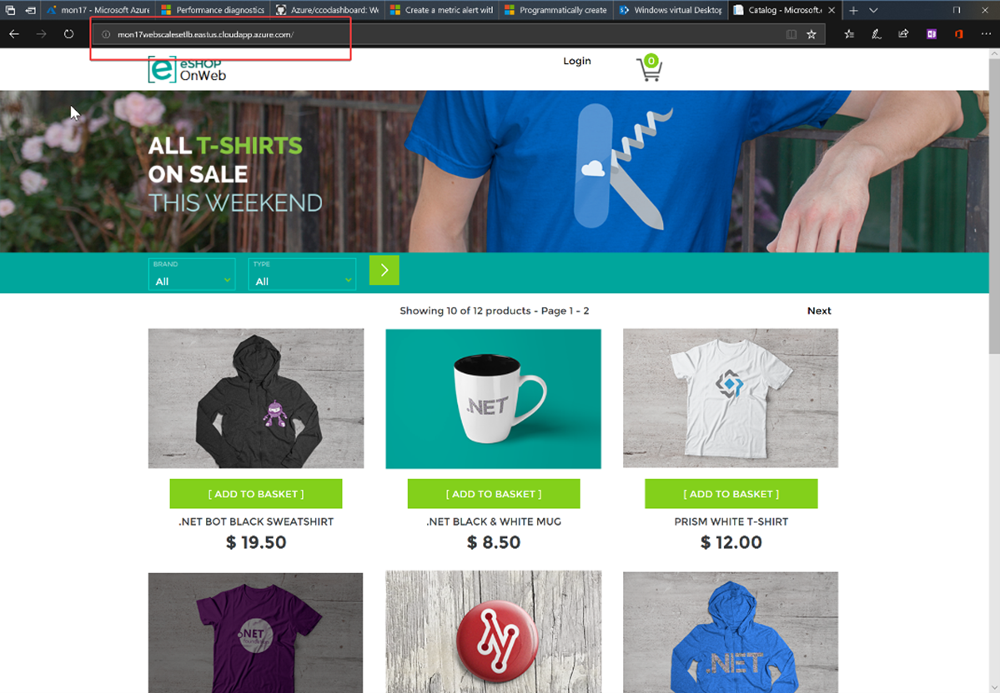 mon17 - Microsoft Azure
Performance diagnostics
Azure/ccodashboard: We
Create a metric alert with
Programmatically create
Windows virtual Desktop
Catalog - Microsoft.e
mon17webscalesetlb.eastus.cloudapp.azure.com/
eSHOP
OnWeb
Login
0
ALL T-SHIRTS
ON SALE
THIS WEEKEND
BRAND
All
TYPE
All
Showing 10 of 12 products - Page 1 - 2
Next
.NET
[ ADD TO BASKET ]
[ ADD TO BASKET ]
[ ADD TO BASKET ]
.NET BOT BLACK SWEATSHIRT
.NET BLACK & WHITE MUG
PRISM WHITE T-SHIRT
$ 19.50
$ 8.50
$ 12.00
.NET
.NET